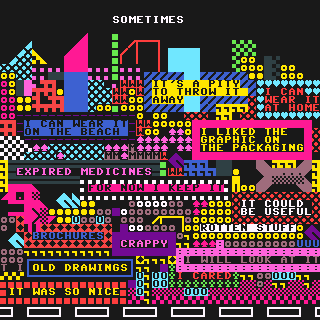 SOMETIMES
IT'S A PITY
TO THROW IT
AWAY
I CAN
WEAR IT
AT HOME
I CAN WEAR IT
ON THE BEACH
I LIKED THE
GRAPHIC ON
THE PACKAGING
EXPIRED MEDICINES
FOR NOW I KEEP IT
IT COULD
BE USEFUL
ROTTEN STUFF
BROCHURES
CRAPPY
I WILL LOOK AT I
OLD DRAWINGS
I CARED
IT WAS SO NICE